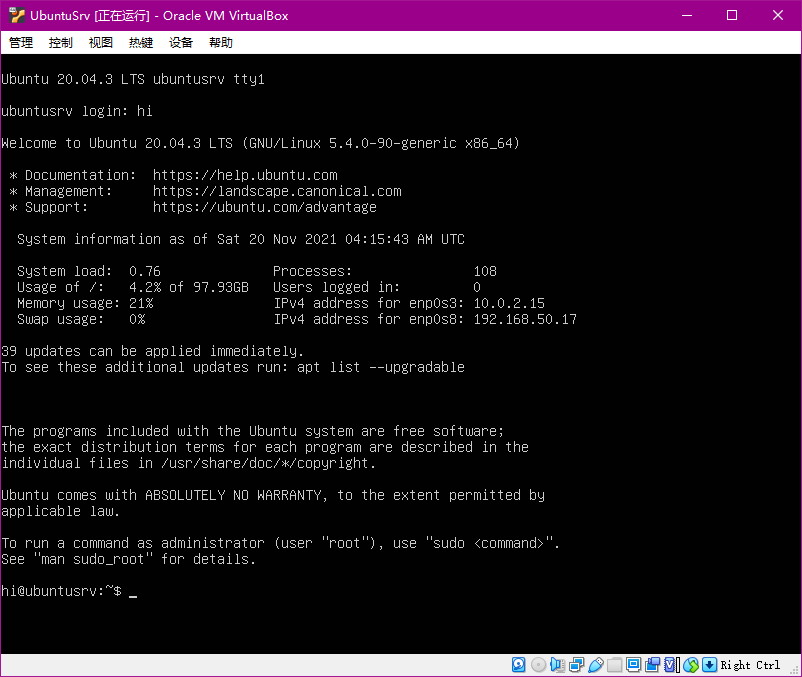 UbuntuSrv [正在运行] - Oracle VM VirtualBox
管理 控制 视图 热键 设备 帮助
Ubuntu 20.04.3 LTS ubuntusrv tty1
ubuntusrv login: hi
Welcome to Ubuntu 20.04.3 LTS (GNU/Linux 5.4.0-90-generic x86_64)
* Documentation: https://help.ubuntu.com
* Management: https://landscape.canonical.com
* Support: https://ubuntu.com/advantage
System information as of Sat 20 Nov 2021 04:15:43 AM UTC
System load: 0.76 Processes: 108
Usage of /: 4.2% of 97.93GB Users logged in: 0
Memory usage: 21% IPv4 address for enp0s3: 10.0.2.15
Swap usage: 0% IPv4 address for enp0s8: 192.168.50.17
39 updates can be applied immediately.
To see these additional updates run: apt list --upgradable
The programs included with the Ubuntu system are free software;
the exact distribution terms for each program are described in the
individual files in /usr/share/doc/*/copyright.
Ubuntu comes with ABSOLUTELY NO WARRANTY, to the extent permitted by
applicable law.
To run a command as administrator (user "root"), use "sudo <command>".
See "man sudo_root" for details.
hi@ubuntusrv:~$ _
Right Ctrl